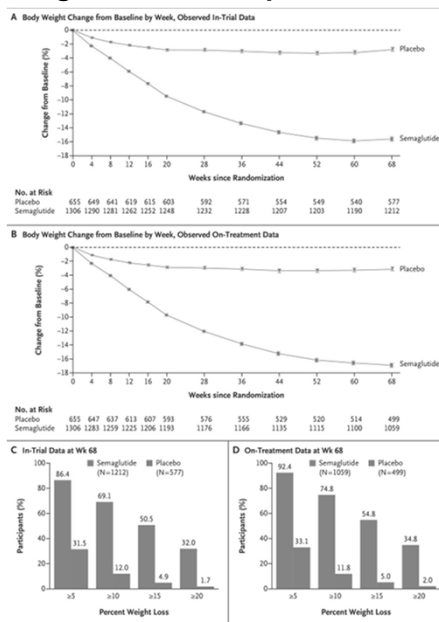 A Body Weight Change from Baseline by Week, Observed In-Trial Data
Change from Baseline (%)
0
−2
−4
−6
−8
−10
−12
−14
−16
−18
Placebo
Semaglutide
0 4 8 12 16 20 28 36 44 52 60 68
Weeks since Randomization
No. at Risk
Placebo 655 649 641 619 615 603 592 571 554 549 540 577
Semaglutide 1306 1290 1281 1262 1252 1248 1232 1228 1207 1203 1190 1212
B Body Weight Change from Baseline by Week, Observed On-Treatment Data
Change from Baseline (%)
0
−2
−4
−6
−8
−10
−12
−14
−16
−18
Placebo
Semaglutide
0 4 8 12 16 20 28 36 44 52 60 68
Weeks since Randomization
No. at Risk
Placebo 655 647 637 613 607 593 576 555 529 520 514 499
Semaglutide 1306 1283 1259 1225 1206 1193 1176 1166 1135 1115 1100 1059
C In-Trial Data at Wk 68
Semaglutide (N=1212)
Placebo (N=577)
Participants (%)
100
80
60
40
20
0
86.4 31.5 69.1 12.0 50.5 4.9 32.0 1.7
≥5 ≥10 ≥15 ≥20
Percent Weight Loss
D On-Treatment Data at Wk 68
Semaglutide (N=1059)
Placebo (N=499)
Participants (%)
100
80
60
40
20
0
92.4 33.1 74.8 11.8 54.8 5.0 34.8 2.0
≥5 ≥10 ≥15 ≥20
Percent Weight Loss